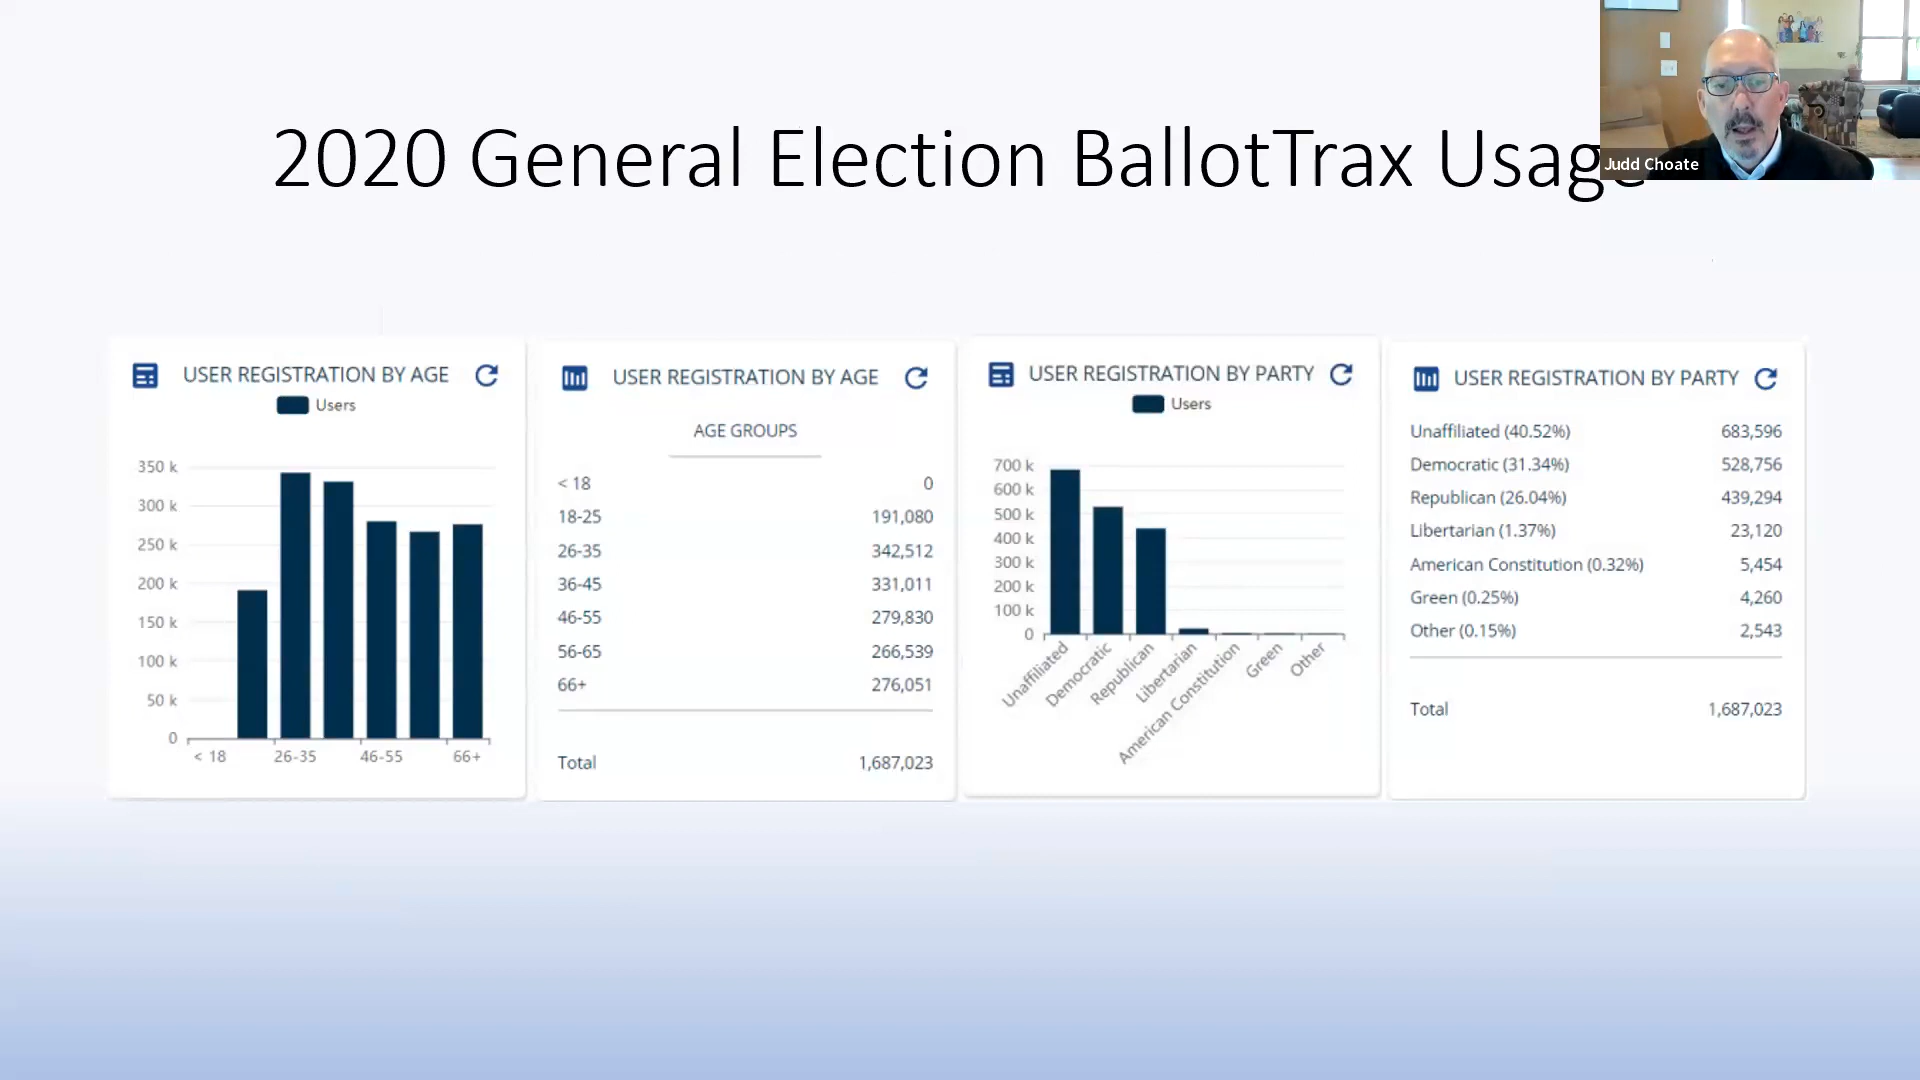 2020 General Election BallotTrax Usage
Judd Choate
USER REGISTRATION BY AGE
Users
350 k
300 k
250 k
200 k
150 k
100 k
50 k
0
< 18
26-35
46-55
66+
USER REGISTRATION BY AGE
AGE GROUPS
< 18 0
18-25 191,080
26-35 342,512
36-45 331,011
46-55 279,830
56-65 266,539
66+ 276,051
Total 1,687,023
USER REGISTRATION BY PARTY
Users
700 k
600 k
500 k
400 k
300 k
200 k
100 k
0
Unaffiliated
Democratic
Republican
Libertarian
American Constitution
Green
Other
USER REGISTRATION BY PARTY
Unaffiliated (40.52%) 683,596
Democratic (31.34%) 528,756
Republican (26.04%) 439,294
Libertarian (1.37%) 23,120
American Constitution (0.32%) 5,454
Green (0.25%) 4,260
Other (0.15%) 2,543
Total 1,687,023